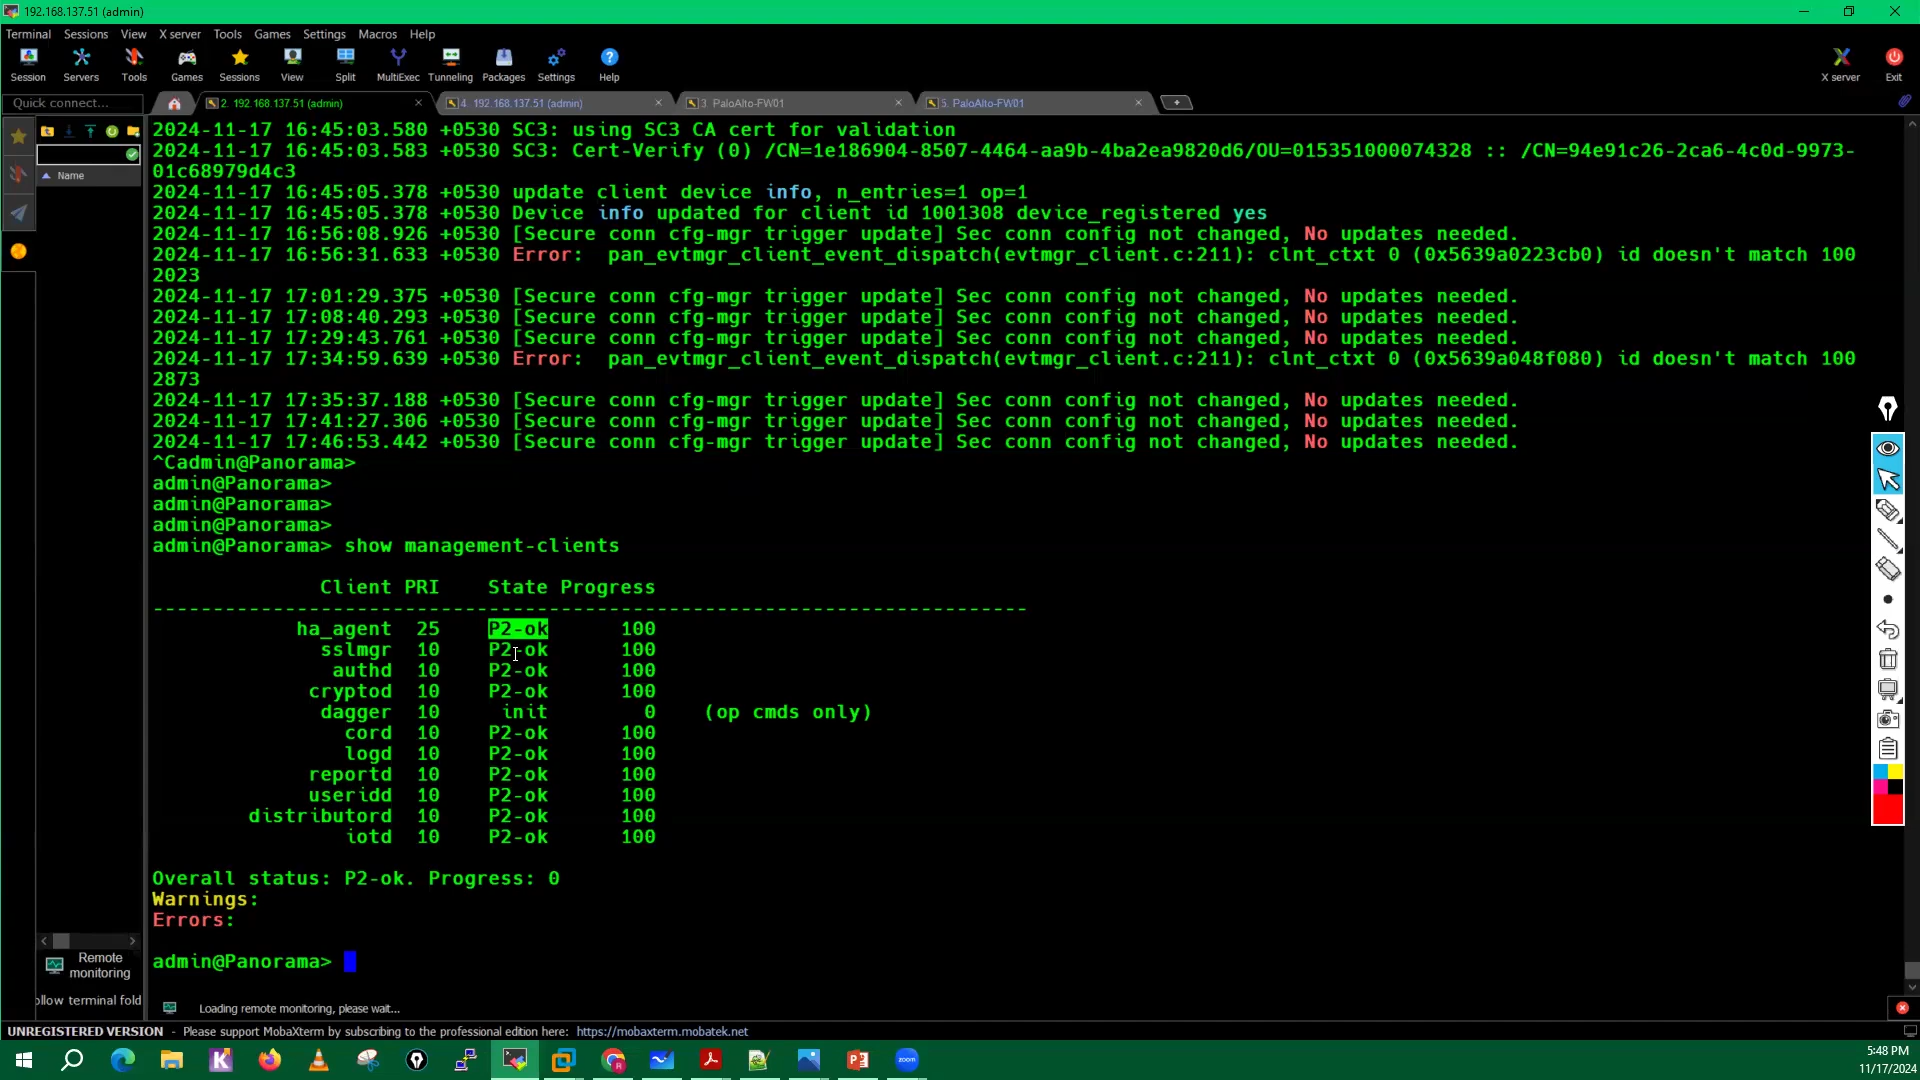 192.168.137.51 (admin)
Terminal Sessions View X server Tools Games Settings Macros Help
Session Servers Tools Games Sessions View Split MultiExec Tunneling Packages Settings Help X server Exit
Quick connect... 2. 192.168.137.51 (admin) 4. 192.168.137.51 (admin) 3. PaloAlto-FW01 5. PaloAlto-FW01
Name
2024-11-17 16:45:03.580 +0530 SC3: using SC3 CA cert for validation
2024-11-17 16:45:03.583 +0530 SC3: Cert-Verify (0) /CN=1e186904-8507-4464-aa9b-4ba2ea9820d6/OU=015351000074328 :: /CN=94e91c26-2ca6-4c0d-9973-
01c68979d4c3
2024-11-17 16:45:05.378 +0530 update client device info, n_entries=1 op=1
2024-11-17 16:45:05.378 +0530 Device info updated for client id 1001308 device_registered yes
2024-11-17 16:56:08.926 +0530 [Secure conn cfg-mgr trigger update] Sec conn config not changed, No updates needed.
2024-11-17 16:56:31.633 +0530 Error:  pan_evtmgr_client_event_dispatch(evtmgr_client.c:211): clnt_ctxt 0 (0x5639a0223cb0) id doesn't match 100
2023
2024-11-17 17:01:29.375 +0530 [Secure conn cfg-mgr trigger update] Sec conn config not changed, No updates needed.
2024-11-17 17:08:40.293 +0530 [Secure conn cfg-mgr trigger update] Sec conn config not changed, No updates needed.
2024-11-17 17:29:43.761 +0530 [Secure conn cfg-mgr trigger update] Sec conn config not changed, No updates needed.
2024-11-17 17:34:59.639 +0530 Error:  pan_evtmgr_client_event_dispatch(evtmgr_client.c:211): clnt_ctxt 0 (0x5639a048f080) id doesn't match 100
2873
2024-11-17 17:35:37.188 +0530 [Secure conn cfg-mgr trigger update] Sec conn config not changed, No updates needed.
2024-11-17 17:41:27.306 +0530 [Secure conn cfg-mgr trigger update] Sec conn config not changed, No updates needed.
2024-11-17 17:46:53.442 +0530 [Secure conn cfg-mgr trigger update] Sec conn config not changed, No updates needed.
^Cadmin@Panorama>
admin@Panorama>
admin@Panorama>
admin@Panorama>
admin@Panorama> show management-clients
Client PRI State Progress
-------------------------------------------------------------------------
ha_agent 25 P2-ok 100
sslmgr 10 P2-ok 100
authd 10 P2-ok 100
cryptod 10 P2-ok 100
dagger 10 init 0 (op cmds only)
cord 10 P2-ok 100
logd 10 P2-ok 100
reportd 10 P2-ok 100
useridd 10 P2-ok 100
distributord 10 P2-ok 100
iotd 10 P2-ok 100
Overall status: P2-ok. Progress: 0
Warnings:
Errors:
admin@Panorama>
Remote
monitoring
ollow terminal fold
Loading remote monitoring, please wait...
UNREGISTERED VERSION - Please support MobaXterm by subscribing to the professional edition here: https://mobaxterm.mobatek.net
zoom
5:48 PM
11/17/2024